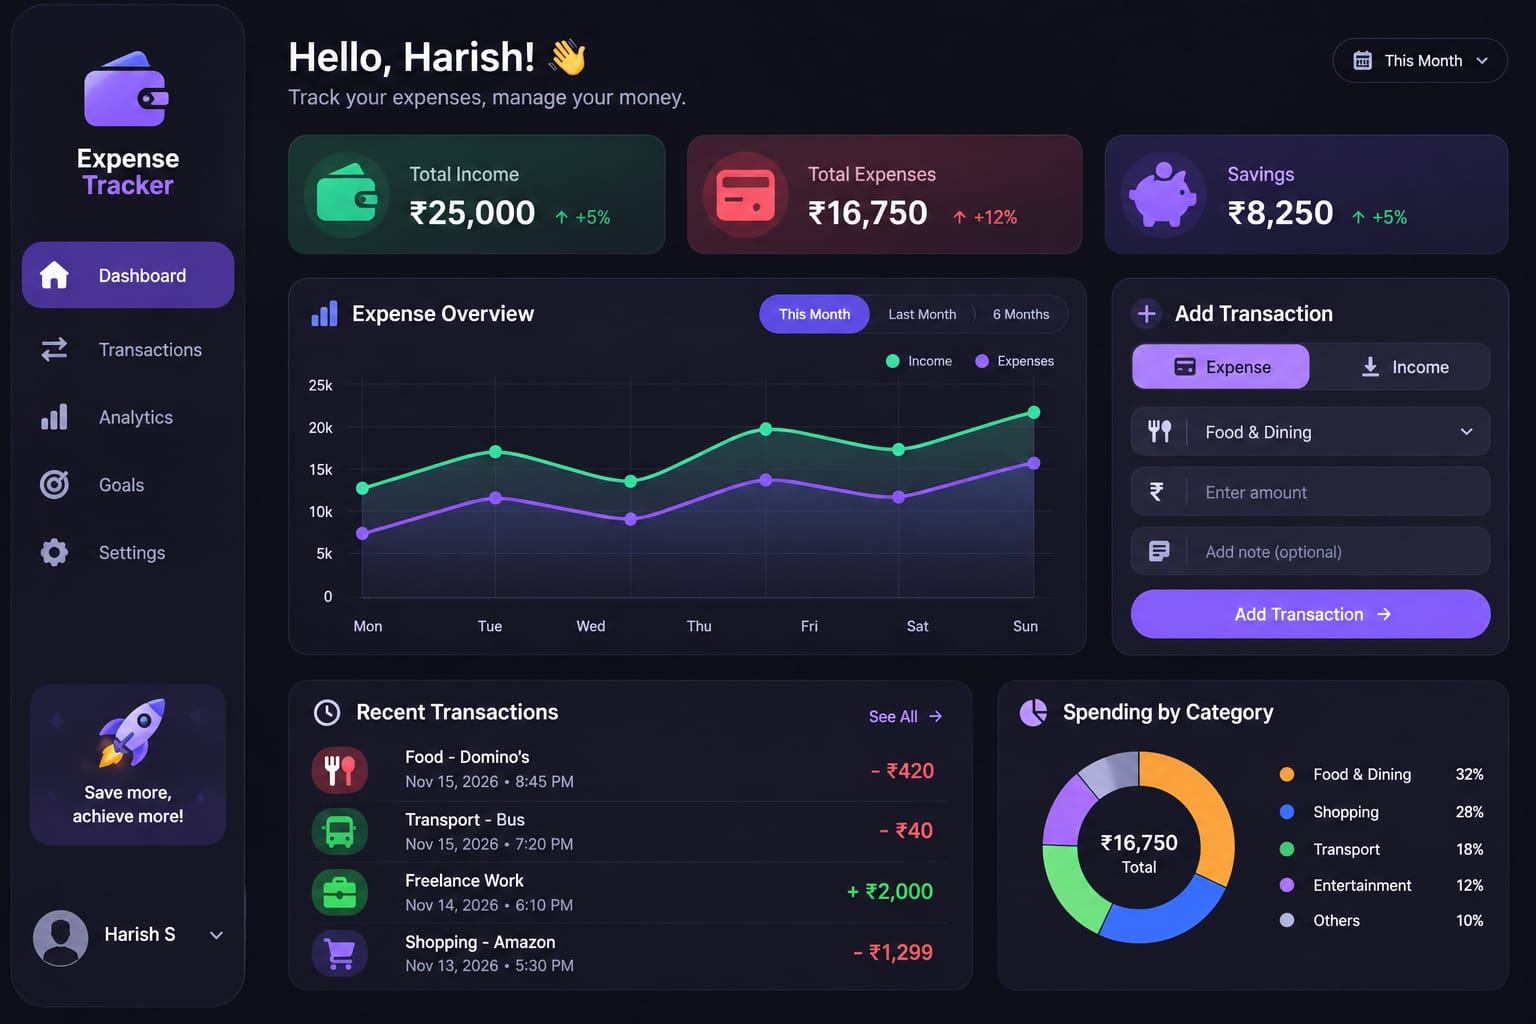 Expense
Tracker
Dashboard
Transactions
Analytics
Goals
Settings
Save more,
achieve more!
Harish S
Hello, Harish! 👋
Track your expenses, manage your money.
This Month
Total Income
₹25,000 ↑ +5%
Total Expenses
₹16,750 ↑ +12%
Savings
₹8,250 ↑ +5%
Expense Overview
This Month Last Month 6 Months
Income Expenses
25k
20k
15k
10k
5k
0
Mon Tue Wed Thu Fri Sat Sun
+ Add Transaction
Expense Income
Food & Dining
₹ Enter amount
Add note (optional)
Add Transaction →
Recent Transactions
See All →
Food - Domino's
Nov 15, 2026 • 8:45 PM
- ₹420
Transport - Bus
Nov 15, 2026 • 7:20 PM
- ₹40
Freelance Work
Nov 14, 2026 • 6:10 PM
+ ₹2,000
Shopping - Amazon
Nov 13, 2026 • 5:30 PM
- ₹1,299
Spending by Category
₹16,750
Total
Food & Dining 32%
Shopping 28%
Transport 18%
Entertainment 12%
Others 10%